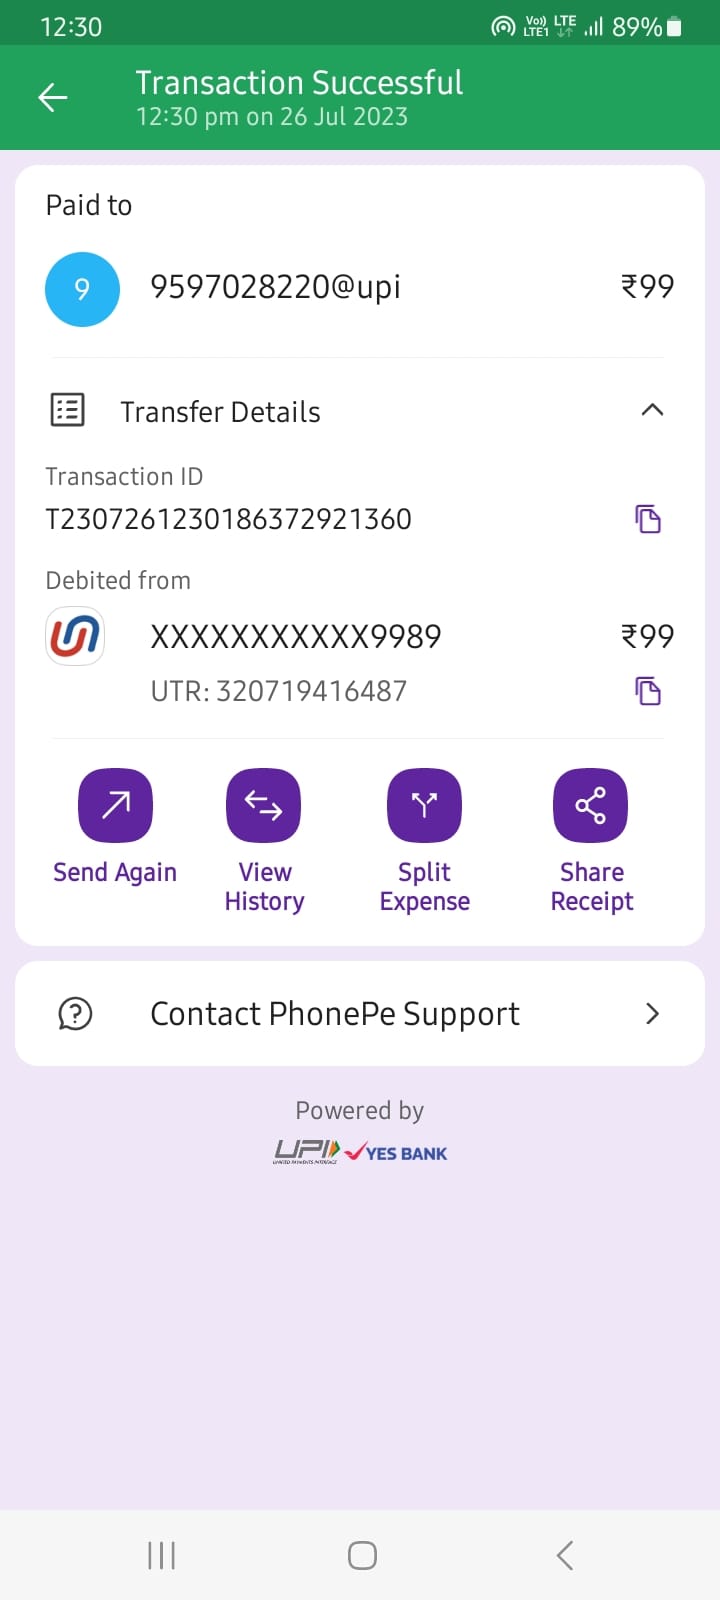 12:30
Vo)) LTE1 LTE 89%
Transaction Successful
12:30 pm on 26 Jul 2023
Paid to
9 9597028220@upi ₹99
Transfer Details
Transaction ID
T2307261230186372921360
Debited from
XXXXXXXXXXX9989 ₹99
UTR: 320719416487
Send Again
View History
Split Expense
Share Receipt
Contact PhonePe Support
Powered by
UPI YES BANK
UNIFIED PAYMENTS INTERFACE